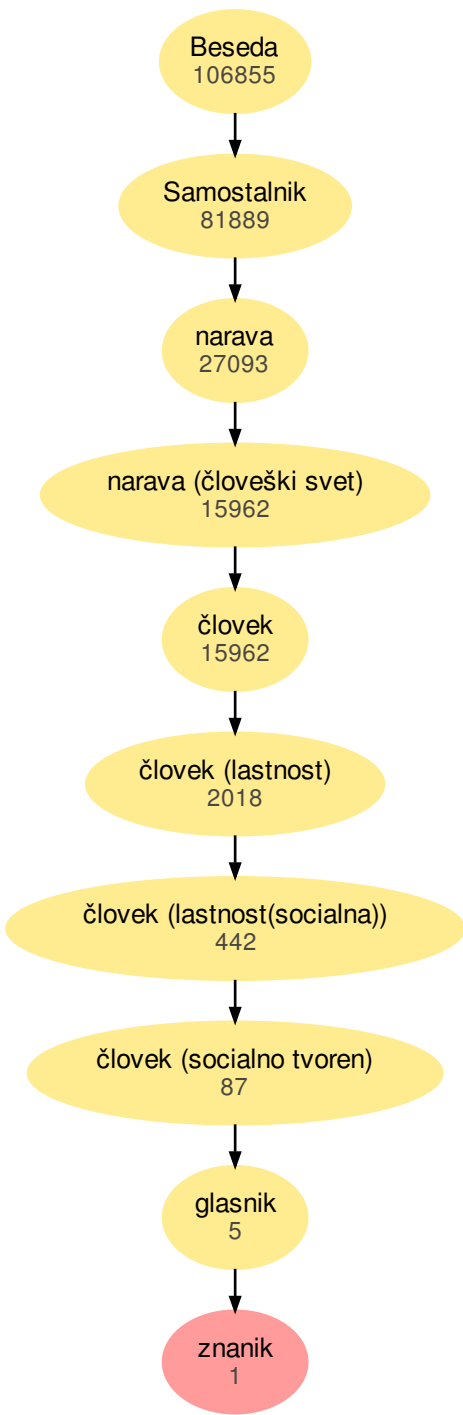 Beseda
106855
Samostalnik
81889
narava
27093
narava (človeški svet)
15962
človek
15962
človek (lastnost)
2018
človek (lastnost(socialna))
442
človek (socialno tvoren)
87
glasnik
5
znanik
1